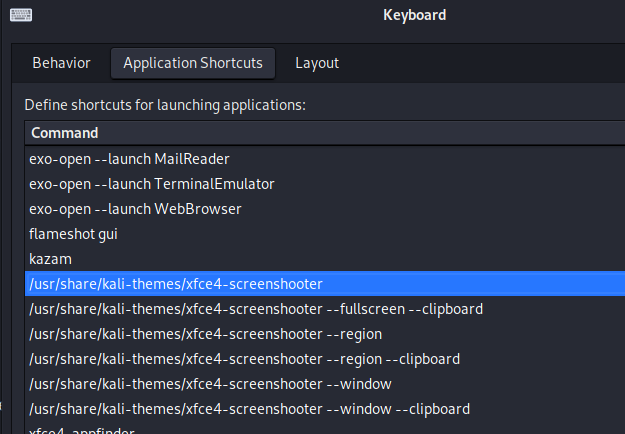 Keyboard
Behavior Application Shortcuts Layout
Define shortcuts for launching applications:
Command
exo-open --launch MailReader
exo-open --launch TerminalEmulator
exo-open --launch WebBrowser
flameshot gui
kazam
/usr/share/kali-themes/xfce4-screenshooter
/usr/share/kali-themes/xfce4-screenshooter --fullscreen --clipboard
/usr/share/kali-themes/xfce4-screenshooter --region
/usr/share/kali-themes/xfce4-screenshooter --region --clipboard
/usr/share/kali-themes/xfce4-screenshooter --window
/usr/share/kali-themes/xfce4-screenshooter --window --clipboard
xfce4-appfinder